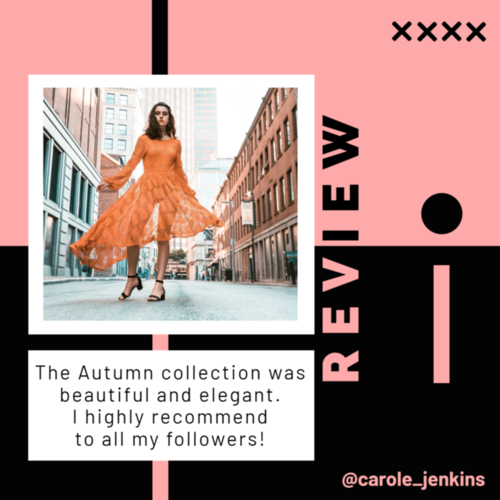 XXXX
REVIEW
The Autumn collection was
beautiful and elegant.
I highly recommend
to all my followers!
@carole_jenkins